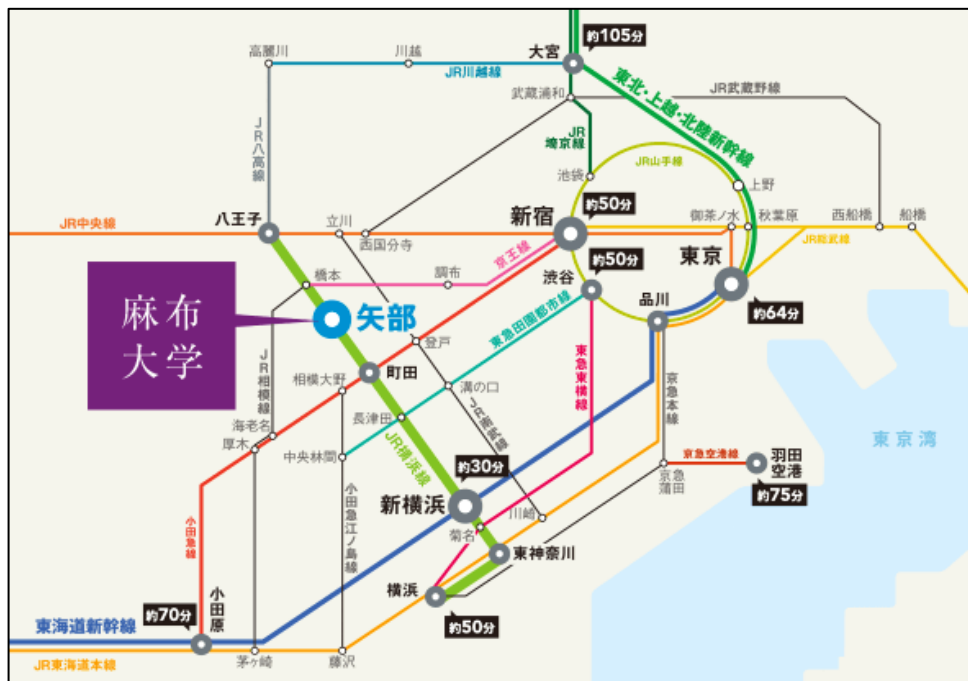 約105分
大宮
高麗川
川越
JR川越線
武蔵浦和
JR武蔵野線
東北・上越・北陸新幹線
JR八高線
JR
埼京線
JR山手線
池袋
上野
八王子
立川
新宿
約50分
御茶ノ水
秋葉原
西船橋
船橋
JR中央線
西国分寺
京王線
JR総武線
東京
渋谷
約50分
橋本
調布
品川
約64分
麻布
大学
矢部
登戸
東急田園都市線
東急東横線
町田
相模大野
溝の口
JR相模線
長津田
JR南武線
京急本線
東京湾
海老名
厚木
中央林間
JR横浜線
約30分
京急空港線
羽田
空港
京急
蒲田
約75分
新横浜
川崎
菊名
小田急線
小田急江ノ島線
東神奈川
横浜
約50分
約70分
小田原
東海道新幹線
JR東海道本線
茅ヶ崎
藤沢